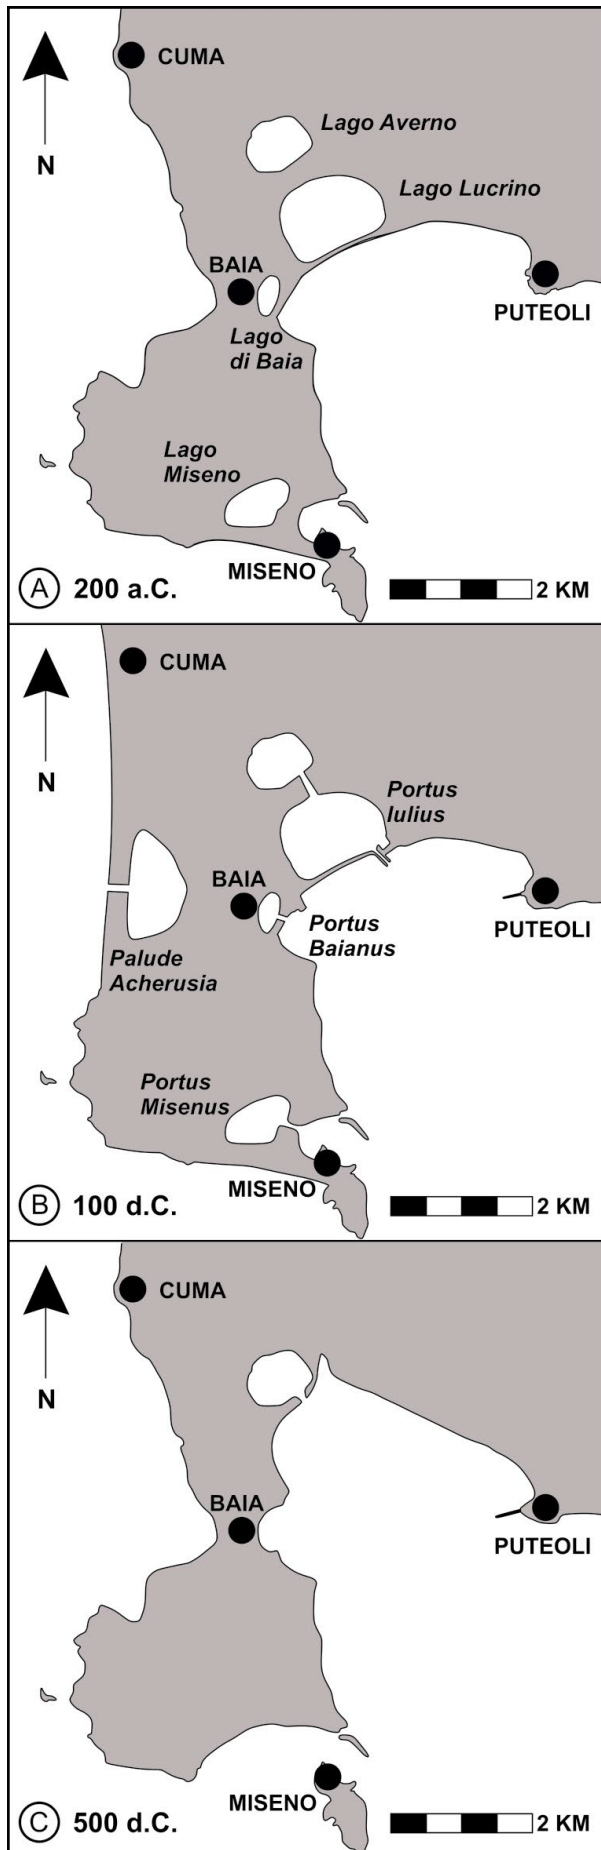 CUMA
Lago Averno
N
Lago Lucrino
BAIA
PUTEOLI
Lago
di Baia
Lago
Miseno
MISENO
A 200 a.C.
2 KM
CUMA
N
Portus
Iulius
BAIA
PUTEOLI
Portus
Baianus
Palude
Acherusia
Portus
Misenus
MISENO
B 100 d.C.
2 KM
CUMA
N
BAIA
PUTEOLI
MISENO
C 500 d.C.
2 KM